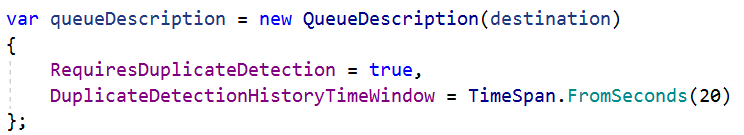 var queueDescription = new QueueDescription(destination)
{
    RequiresDuplicateDetection = true,
    DuplicateDetectionHistoryTimeWindow = TimeSpan.FromSeconds(20)
};